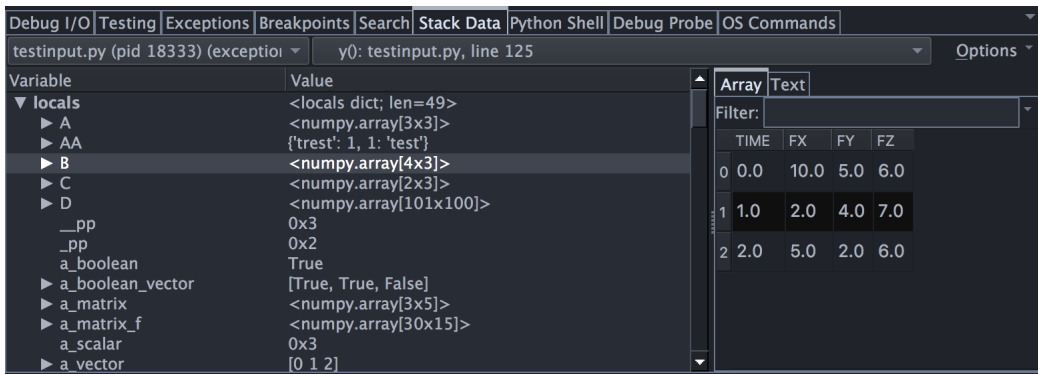 Debug I/O Testing Exceptions Breakpoints Search Stack Data Python Shell Debug Probe OS Commands
testinput.py (pid 18333) (exception y(): testinput.py, line 125 Options
Variable Value
locals <locals dict; len=49>
A <numpy.array[3x3]>
AA {'trest': 1, 1: 'test'}
B <numpy.array[4x3]>
C <numpy.array[2x3]>
D <numpy.array[101x100]>
__pp 0x3
_pp 0x2
a_boolean True
a_boolean_vector [True, True, False]
a_matrix <numpy.array[3x5]>
a_matrix_f <numpy.array[30x15]>
a_scalar 0x3
a_vector [0 1 2]
Array Text
Filter:
TIME FX FY FZ
0 0.0 10.0 5.0 6.0
1 1.0 2.0 4.0 7.0
2 2.0 5.0 2.0 6.0